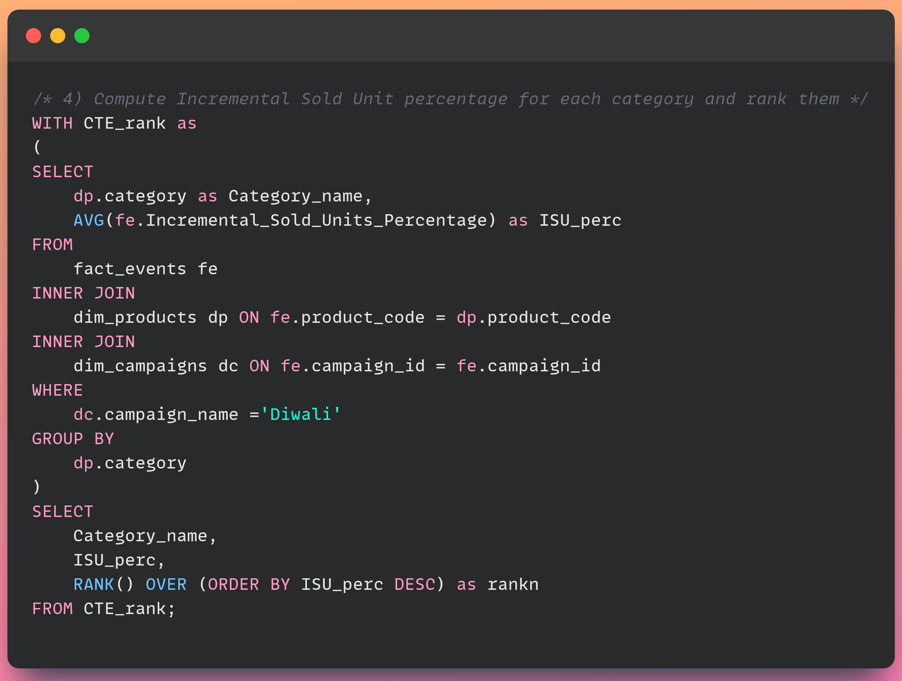 /* 4) Compute Incremental Sold Unit percentage for each category and rank them */
WITH CTE_rank as
(
SELECT
    dp.category as Category_name,
    AVG(fe.Incremental_Sold_Units_Percentage) as ISU_perc
FROM
    fact_events fe
INNER JOIN
    dim_products dp ON fe.product_code = dp.product_code
INNER JOIN
    dim_campaigns dc ON fe.campaign_id = fe.campaign_id
WHERE
    dc.campaign_name ='Diwali'
GROUP BY
    dp.category
)
SELECT
    Category_name,
    ISU_perc,
    RANK() OVER (ORDER BY ISU_perc DESC) as rankn
FROM CTE_rank;